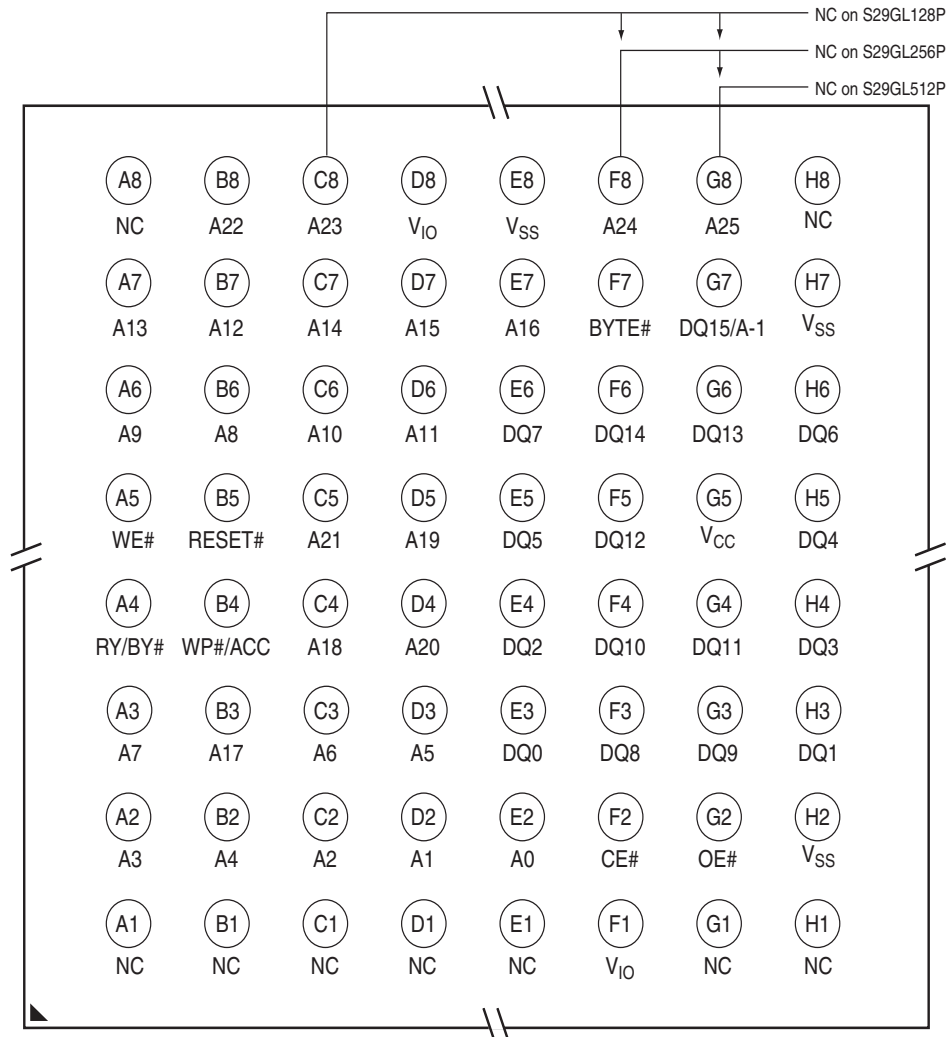 NC on S29GL128P
NC on S29GL256P
NC on S29GL512P
A8 B8 C8 D8 E8 F8 G8 H8
NC A22 A23 VIO VSS A24 A25 NC
A7 B7 C7 D7 E7 F7 G7 H7
A13 A12 A14 A15 A16 BYTE# DQ15/A-1 VSS
A6 B6 C6 D6 E6 F6 G6 H6
A9 A8 A10 A11 DQ7 DQ14 DQ13 DQ6
A5 B5 C5 D5 E5 F5 G5 H5
WE# RESET# A21 A19 DQ5 DQ12 VCC DQ4
A4 B4 C4 D4 E4 F4 G4 H4
RY/BY# WP#/ACC A18 A20 DQ2 DQ10 DQ11 DQ3
A3 B3 C3 D3 E3 F3 G3 H3
A7 A17 A6 A5 DQ0 DQ8 DQ9 DQ1
A2 B2 C2 D2 E2 F2 G2 H2
A3 A4 A2 A1 A0 CE# OE# VSS
A1 B1 C1 D1 E1 F1 G1 H1
NC NC NC NC NC VIO NC NC